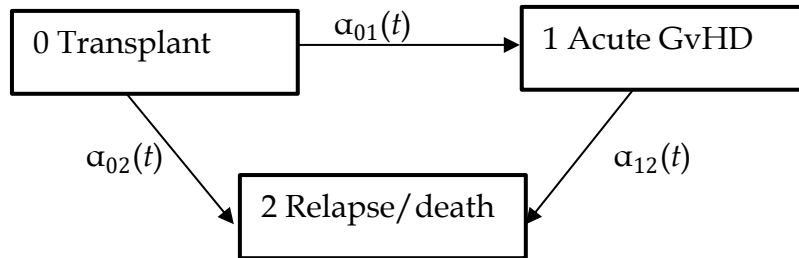 0 Transplant
α₀₁(t)
1 Acute GvHD
α₀₂(t)
α₁₂(t)
2 Relapse/death